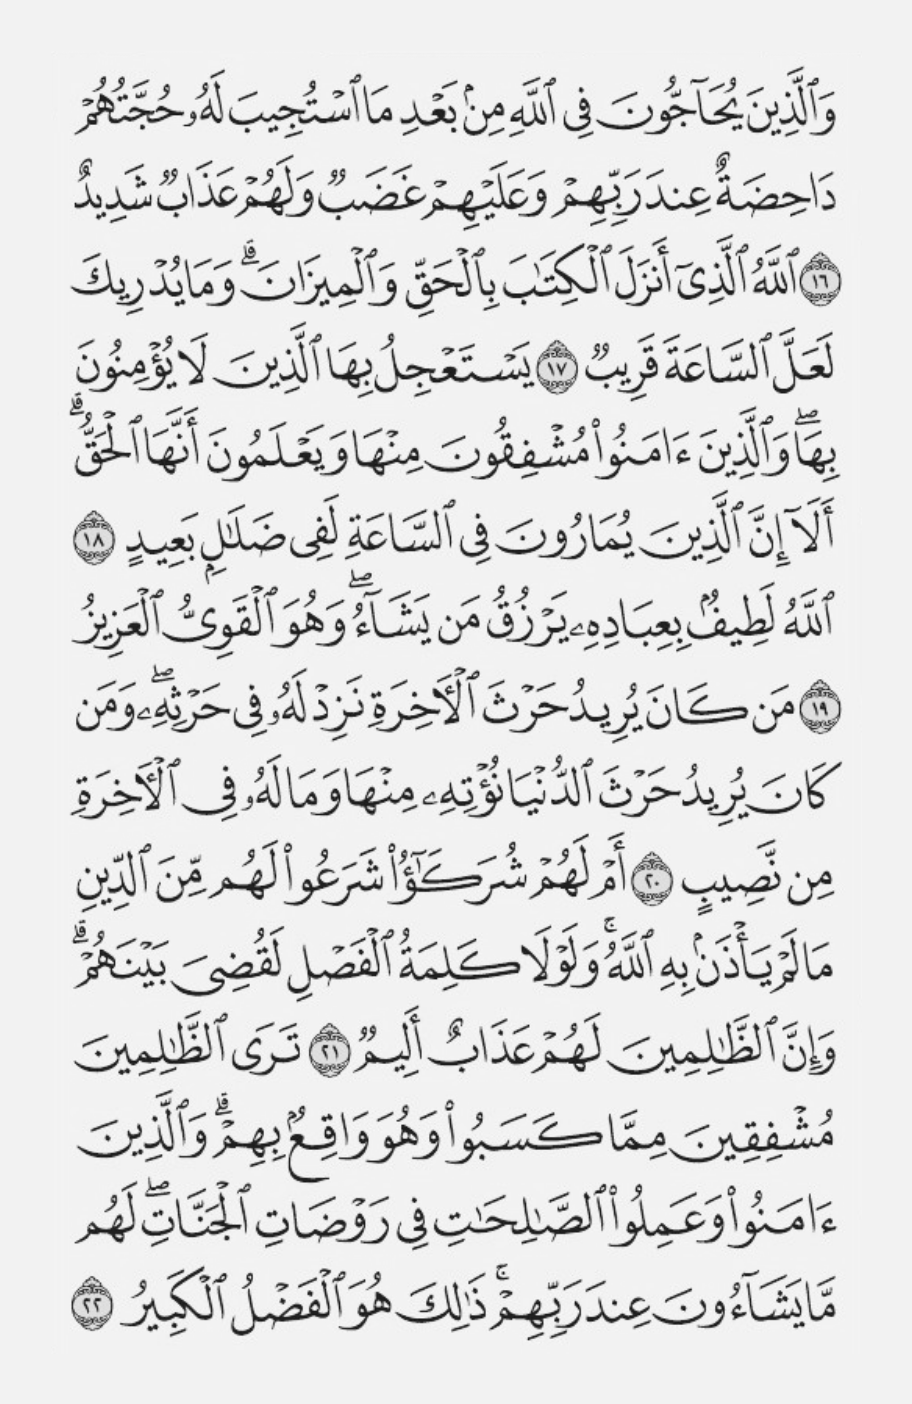 وَٱلَّذِينَ يُحَآجُّونَ فِى ٱللَّهِ مِنۢ بَعْدِ مَا ٱسْتُجِيبَ لَهُۥ حُجَّتُهُمْ
دَاحِضَةٌ عِندَ رَبِّهِمْ وَعَلَيْهِمْ غَضَبٌ وَلَهُمْ عَذَابٌ شَدِيدٌ
١٦ ٱللَّهُ ٱلَّذِىٓ أَنزَلَ ٱلْكِتَٰبَ بِٱلْحَقِّ وَٱلْمِيزَانَ ۗ وَمَا يُدْرِيكَ
لَعَلَّ ٱلسَّاعَةَ قَرِيبٌ ١٧ يَسْتَعْجِلُ بِهَا ٱلَّذِينَ لَا يُؤْمِنُونَ
بِهَا ۖ وَٱلَّذِينَ ءَامَنُوا۟ مُشْفِقُونَ مِنْهَا وَيَعْلَمُونَ أَنَّهَا ٱلْحَقُّ ۗ
أَلَآ إِنَّ ٱلَّذِينَ يُمَارُونَ فِى ٱلسَّاعَةِ لَفِى ضَلَٰلٍۭ بَعِيدٍ ١٨
ٱللَّهُ لَطِيفٌۢ بِعِبَادِهِۦ يَرْزُقُ مَن يَشَآءُ ۖ وَهُوَ ٱلْقَوِىُّ ٱلْعَزِيزُ
١٩ مَن كَانَ يُرِيدُ حَرْثَ ٱلْءَاخِرَةِ نَزِدْ لَهُۥ فِى حَرْثِهِۦ ۖ وَمَن
كَانَ يُرِيدُ حَرْثَ ٱلدُّنْيَا نُؤْتِهِۦ مِنْهَا وَمَا لَهُۥ فِى ٱلْءَاخِرَةِ
مِن نَّصِيبٍ ٢٠ أَمْ لَهُمْ شُرَكَٰٓؤُا۟ شَرَعُوا۟ لَهُم مِّنَ ٱلدِّينِ
مَا لَمْ يَأْذَنۢ بِهِ ٱللَّهُ ۚ وَلَوْلَا كَلِمَةُ ٱلْفَصْلِ لَقُضِىَ بَيْنَهُمْ ۗ
وَإِنَّ ٱلظَّٰلِمِينَ لَهُمْ عَذَابٌ أَلِيمٌ ٢١ تَرَى ٱلظَّٰلِمِينَ
مُشْفِقِينَ مِمَّا كَسَبُوا۟ وَهُوَ وَاقِعٌۢ بِهِمْ ۗ وَٱلَّذِينَ
ءَامَنُوا۟ وَعَمِلُوا۟ ٱلصَّٰلِحَٰتِ فِى رَوْضَاتِ ٱلْجَنَّاتِ ۖ لَهُم
مَّا يَشَآءُونَ عِندَ رَبِّهِمْ ۚ ذَٰلِكَ هُوَ ٱلْفَضْلُ ٱلْكَبِيرُ ٢٢